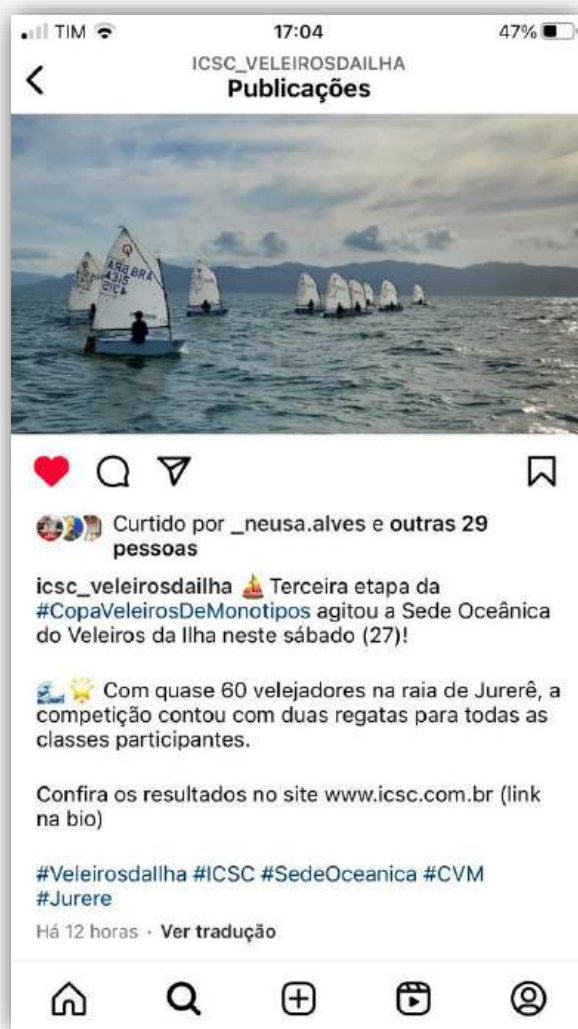 TIM
17:04
47%
ICSC_VELEIROSDAILHA
Publicações
BRA
4315
Curtido por _neusa.alves e outras 29
pessoas
icsc_veleirosdailha ⛵ Terceira etapa da
#CopaVeleirosDeMonotipos agitou a Sede Oceânica
do Veleiros da Ilha neste sábado (27)!
🌊 🌟 Com quase 60 velejadores na raia de Jurerê, a
competição contou com duas regatas para todas as
classes participantes.
Confira os resultados no site www.icsc.com.br (link
na bio)
#VeleirosdaIlha #ICSC #SedeOceanica #CVM
#Jurere
Há 12 horas · Ver tradução